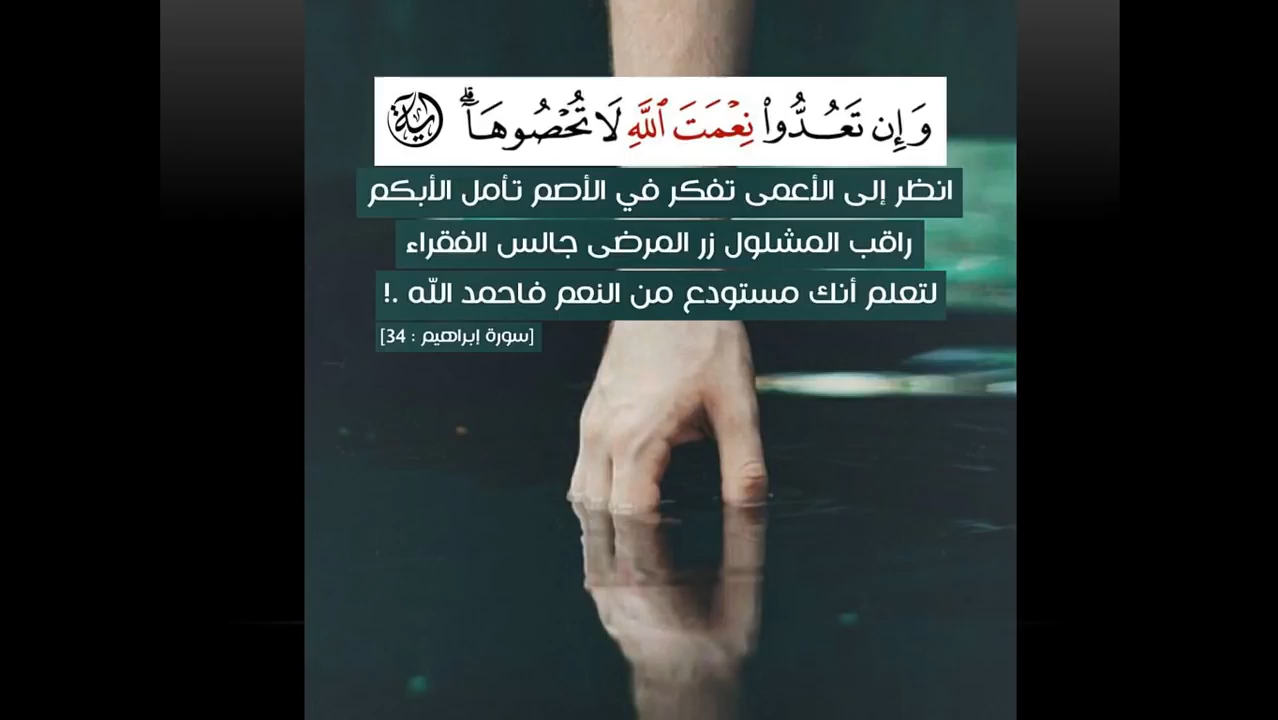 وَإِن تَعُدُّواْ نِعۡمَتَ ٱللَّهِ لَا تُحۡصُوهَآۗ
انظر إلى الأعمى تفكر في الأصم تأمل الأبكم
راقب المشلول زر المرضى جالس الفقراء
لتعلم أنك مستودع من النعم فاحمد الله .!
[سورة إبراهيم : 34]